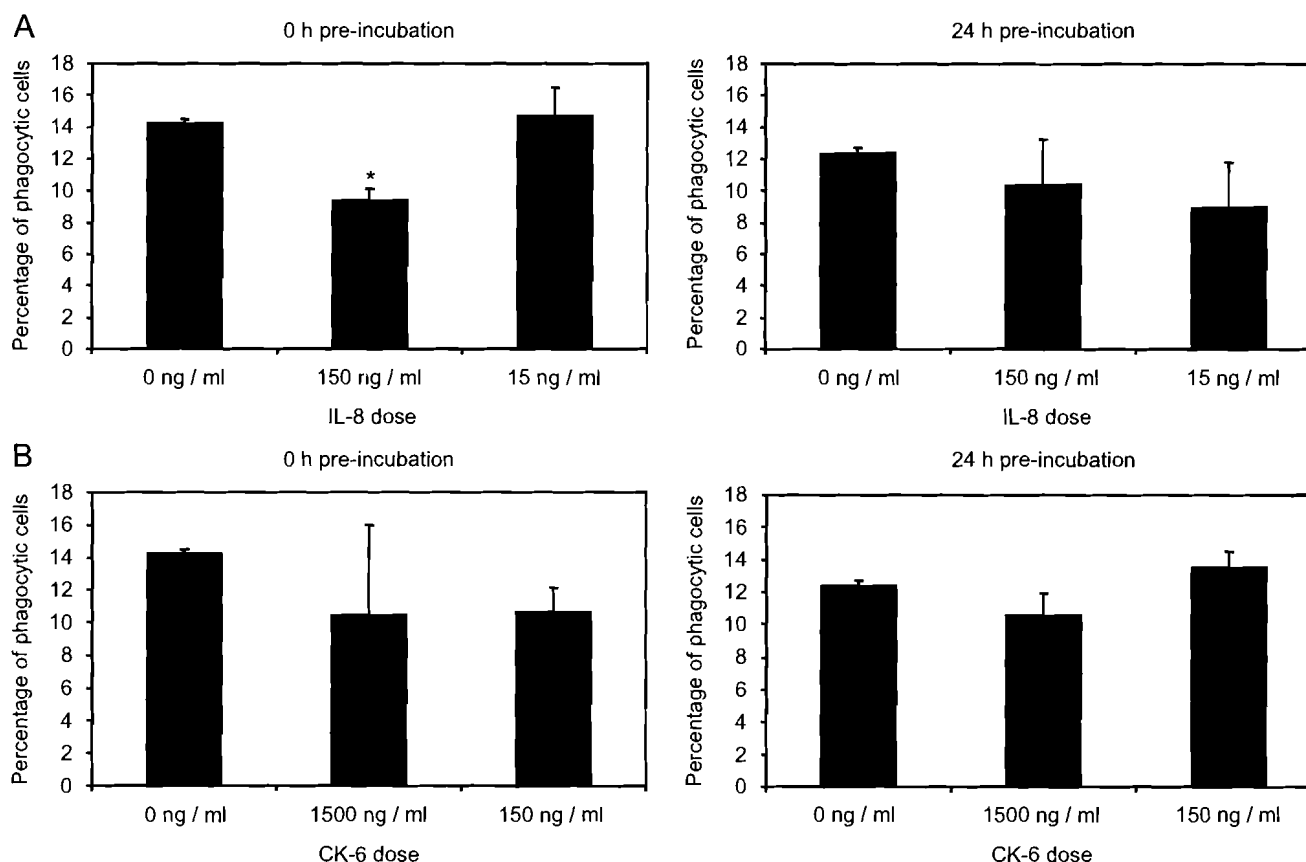 A
0 h pre-incubation
24 h pre-incubation
Percentage of phagocytic cells
18
16
14
12
10
8
6
4
2
0
*
0 ng / ml
150 ng / ml
15 ng / ml
IL-8 dose
Percentage of phagocytic cells
18
16
14
12
10
8
6
4
2
0
0 ng / ml
150 ng / ml
15 ng / ml
IL-8 dose
B
0 h pre-incubation
24 h pre-incubation
Percentage of phagocytic cells
18
16
14
12
10
8
6
4
2
0
0 ng / ml
1500 ng / ml
150 ng / ml
CK-6 dose
Percentage of phagocytic cells
18
16
14
12
10
8
6
4
2
0
0 ng / ml
1500 ng / ml
150 ng / ml
CK-6 dose